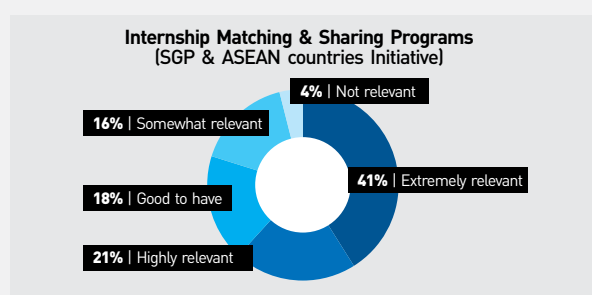 Internship Matching & Sharing Programs
(SGP & ASEAN countries Initiative)
4% | Not relevant
16% | Somewhat relevant
41% | Extremely relevant
18% | Good to have
21% | Highly relevant